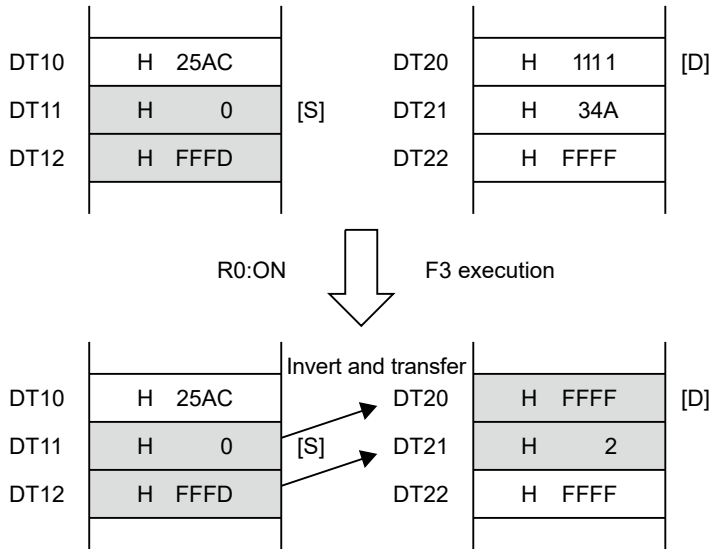 DT10 H 25AC DT20 H 1111 [D]
DT11 H 0 [S] DT21 H 34A
DT12 H FFFD DT22 H FFFF
R0:ON F3 execution
Invert and transfer
DT10 H 25AC DT20 H FFFF [D]
DT11 H 0 [S] DT21 H 2
DT12 H FFFD DT22 H FFFF